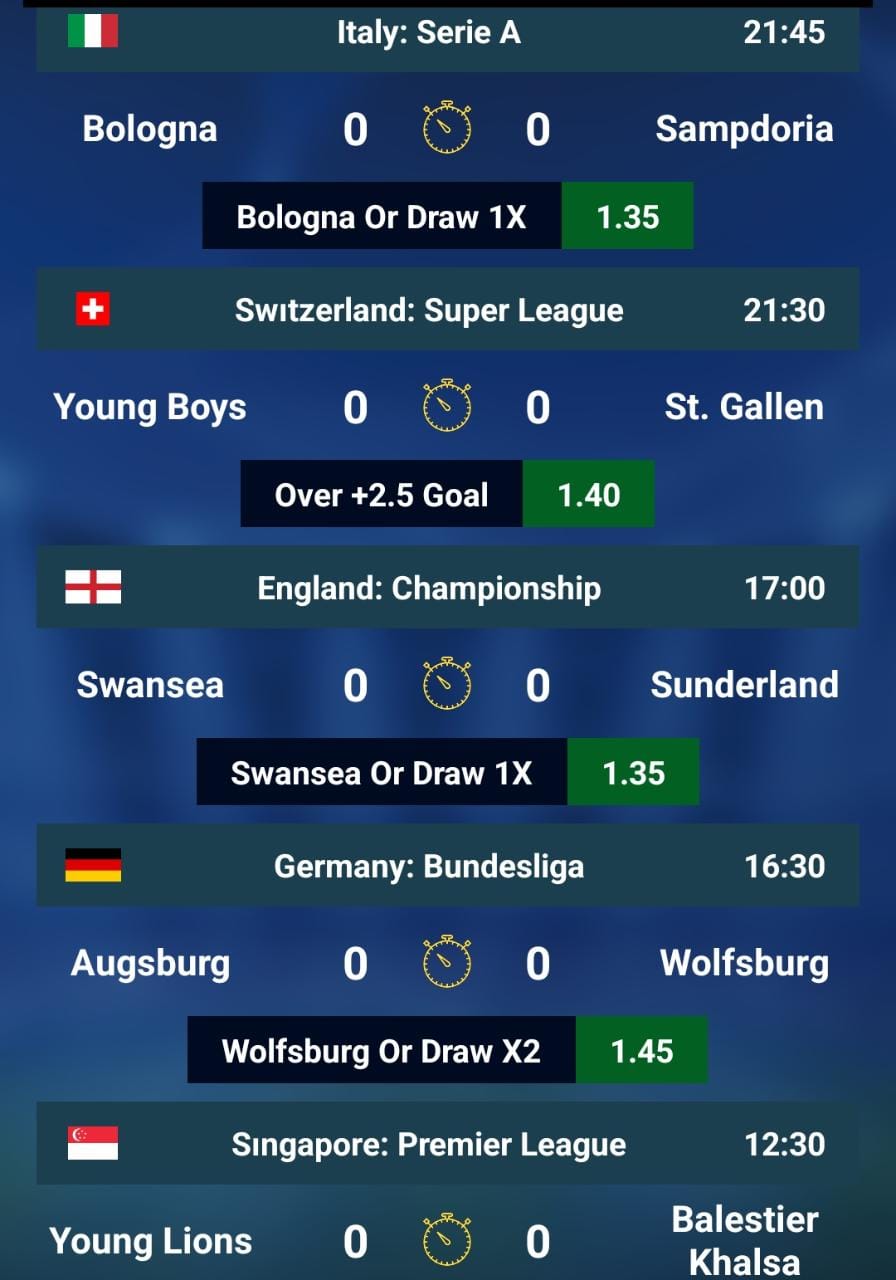 Italy: Serie A 21:45
Bologna 0 0 Sampdoria
Bologna Or Draw 1X 1.35
Swıtzerland: Super League 21:30
Young Boys 0 0 St. Gallen
Over +2.5 Goal 1.40
England: Championship 17:00
Swansea 0 0 Sunderland
Swansea Or Draw 1X 1.35
Germany: Bundesliga 16:30
Augsburg 0 0 Wolfsburg
Wolfsburg Or Draw X2 1.45
Sıngapore: Premier League 12:30
Young Lions 0 0 Balestier
Khalsa